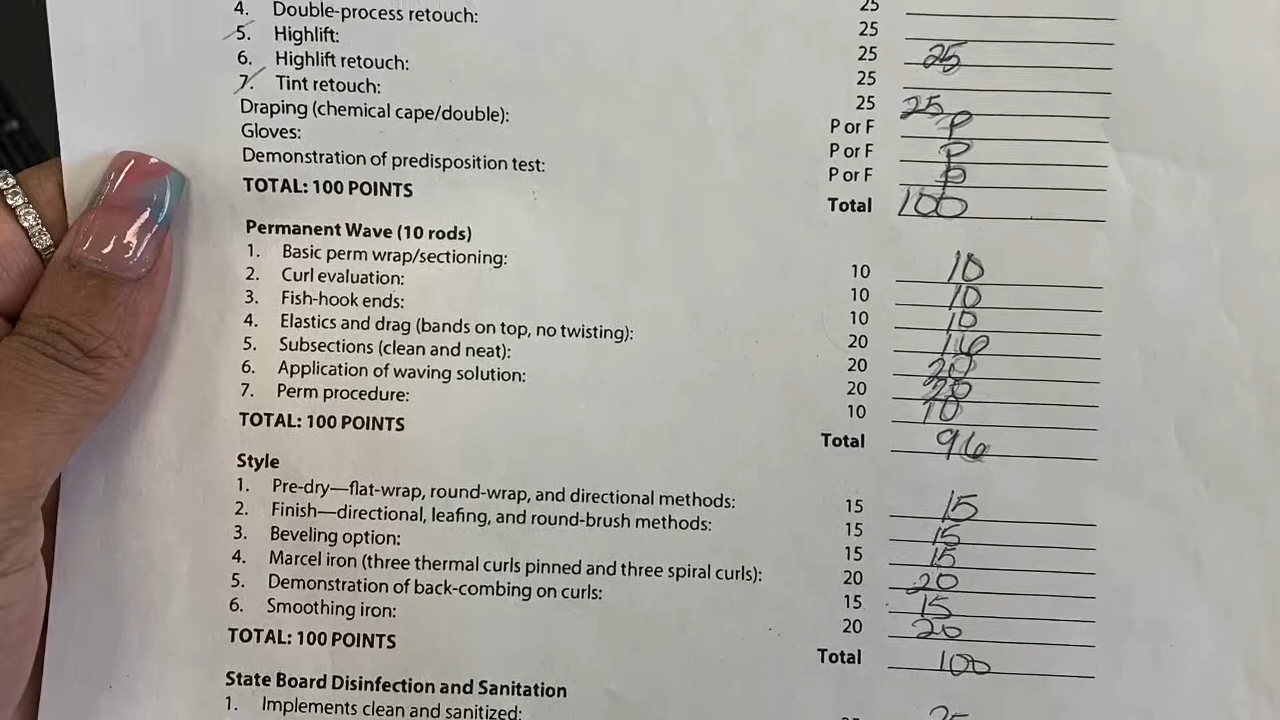 4. Double-process retouch: 25
5. Highlift: 25
6. Highlift retouch: 25 25
7. Tint retouch: 25
Draping (chemical cape/double): 25 25
Gloves: P or F P
Demonstration of predisposition test: P or F P
P or F P
TOTAL: 100 POINTS Total 100
Permanent Wave (10 rods)
1. Basic perm wrap/sectioning: 10 10
2. Curl evaluation: 10 10
3. Fish-hook ends: 10 10
4. Elastics and drag (bands on top, no twisting): 20 16
5. Subsections (clean and neat): 20 20
6. Application of waving solution: 20 20
7. Perm procedure: 10 10
TOTAL: 100 POINTS Total 96
Style
1. Pre-dry—flat-wrap, round-wrap, and directional methods: 15 15
2. Finish—directional, leafing, and round-brush methods: 15 15
3. Beveling option: 15 15
4. Marcel iron (three thermal curls pinned and three spiral curls): 20 20
5. Demonstration of back-combing on curls: 15 15
6. Smoothing iron: 20 20
TOTAL: 100 POINTS Total 100
State Board Disinfection and Sanitation
1. Implements clean and sanitized: